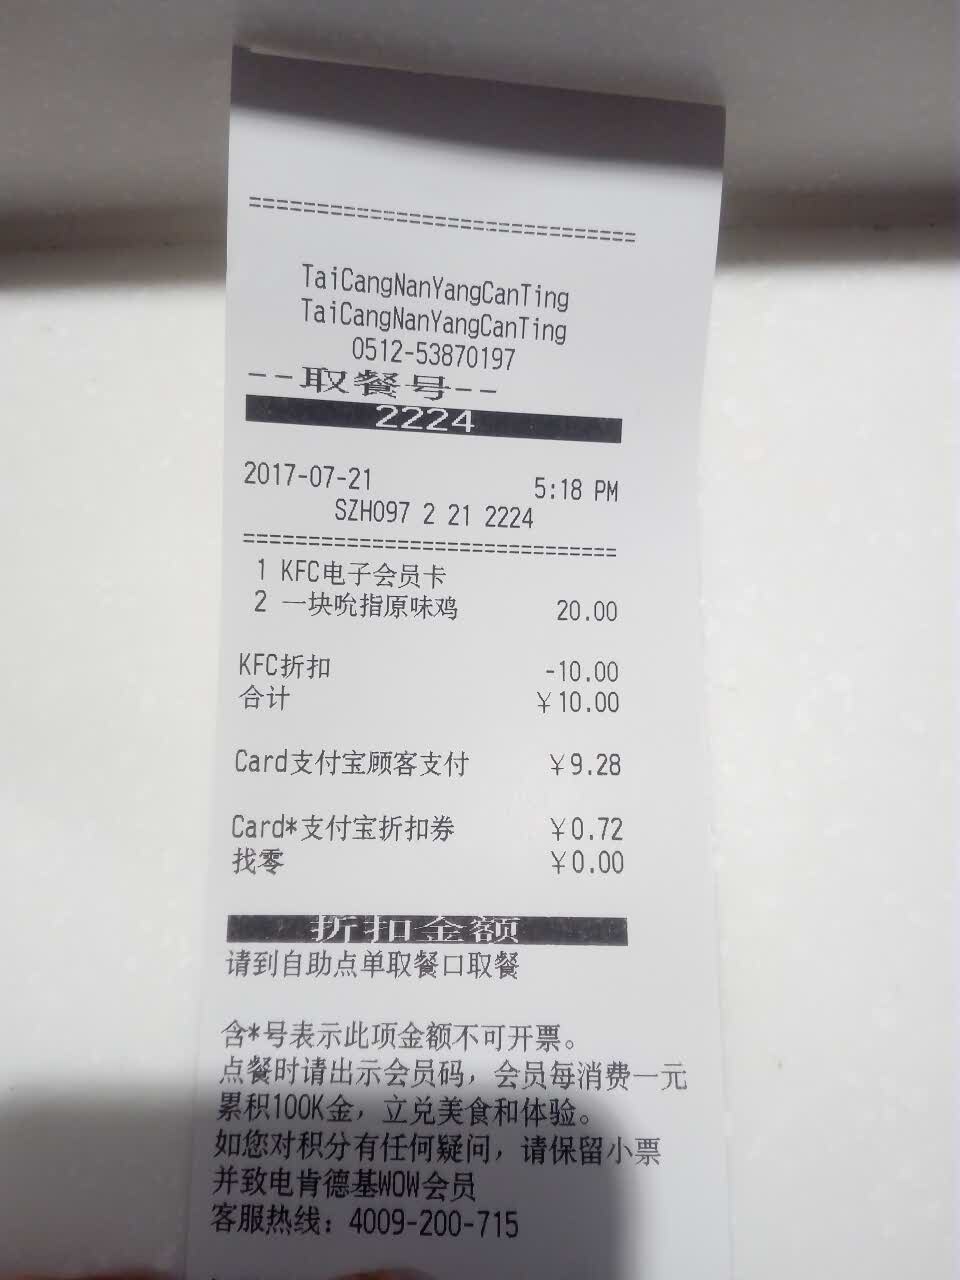 ==============================
TaiCangNanYangCanTing
TaiCangNanYangCanTing
0512-53870197
--取餐号--
2224
2017-07-21 5:18 PM
SZH097 2 21 2224
==============================
1 KFC电子会员卡
2 一块吮指原味鸡 20.00
KFC折扣 -10.00
合计 ￥10.00
Card支付宝顾客支付 ￥9.28
Card*支付宝折扣券 ￥0.72
找零 ￥0.00
折扣金额
请到自助点单取餐口取餐
含*号表示此项金额不可开票。
点餐时请出示会员码，会员每消费一元
累积100K金，立兑美食和体验。
如您对积分有任何疑问，请保留小票
并致电肯德基WOW会员
客服热线：4009-200-715